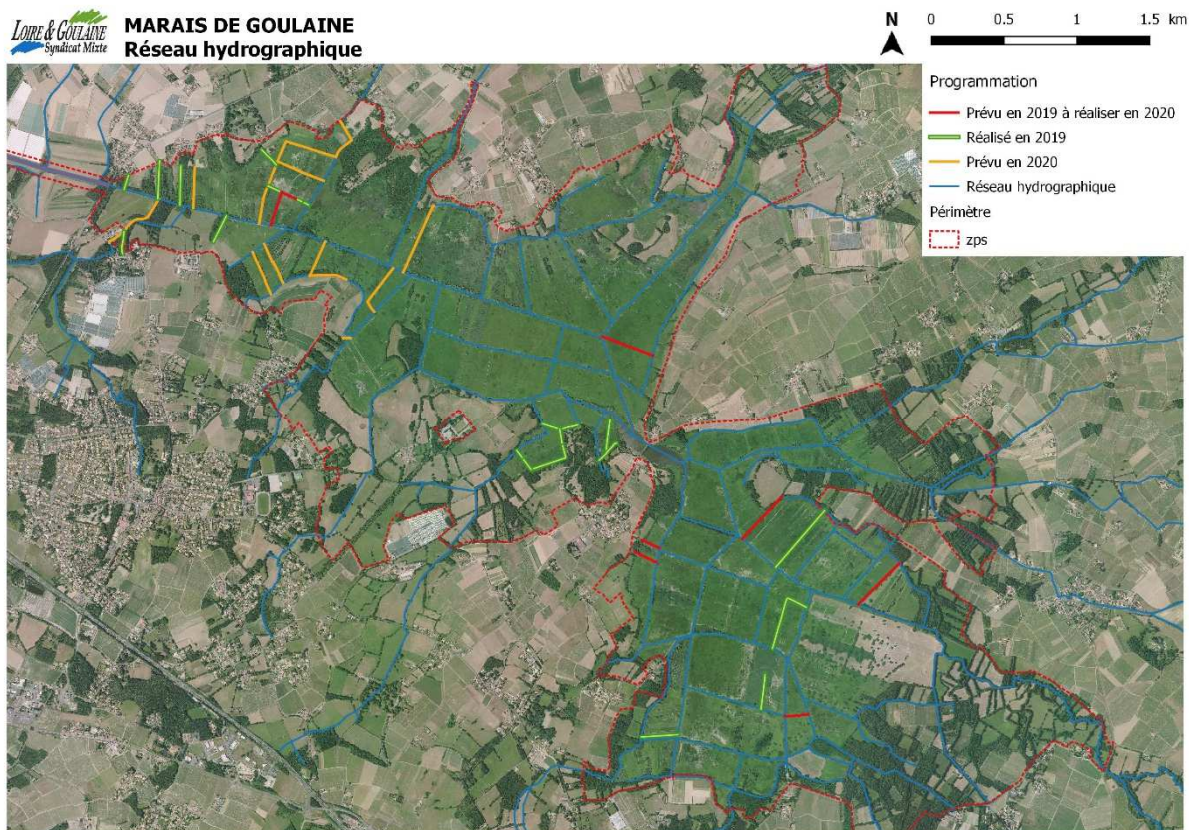 LOIRE & GOULAINE
Syndicat Mixte
MARAIS DE GOULAINE
Réseau hydrographique
N
0 0.5 1 1.5 km
Programmation
Prévu en 2019 à réaliser en 2020
Réalisé en 2019
Prévu en 2020
Réseau hydrographique
Périmètre
zps